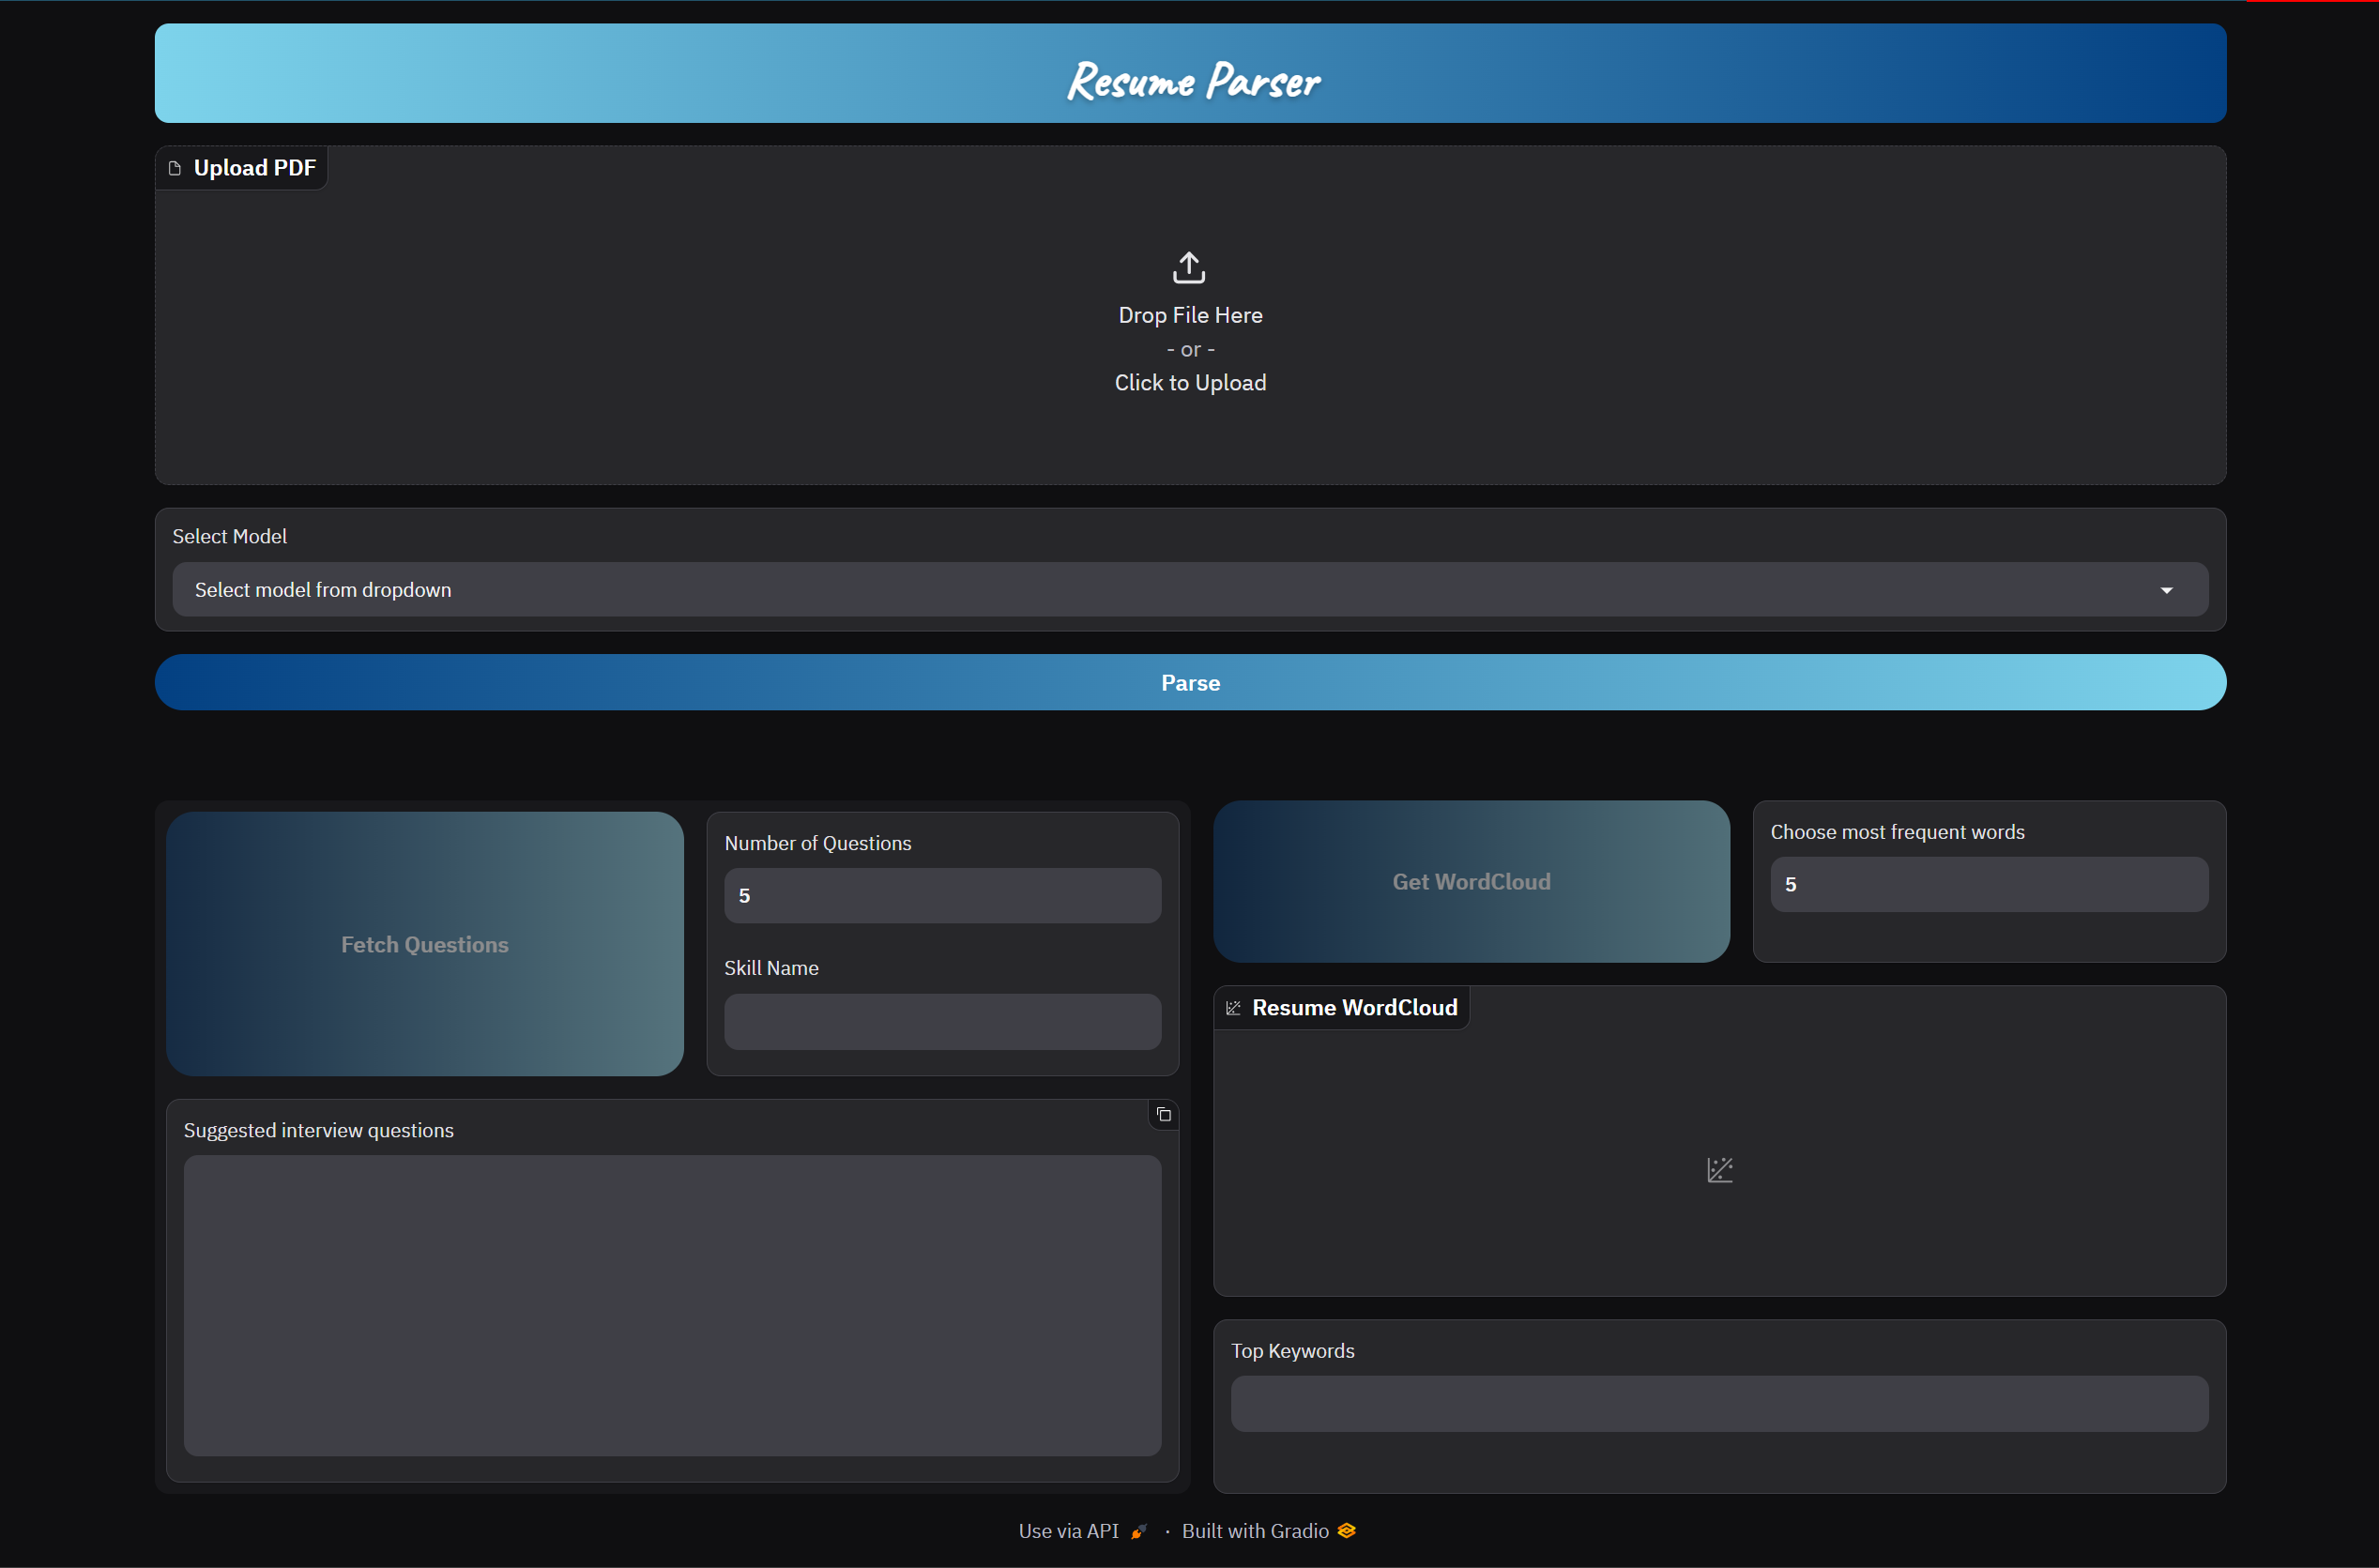 Resume Parser
Upload PDF
Drop File Here
- or -
Click to Upload
Select Model
Select model from dropdown
Parse
Fetch Questions
Number of Questions
5
Skill Name
Suggested interview questions
Get WordCloud
Choose most frequent words
5
Resume WordCloud
Top Keywords
Use via API · Built with Gradio